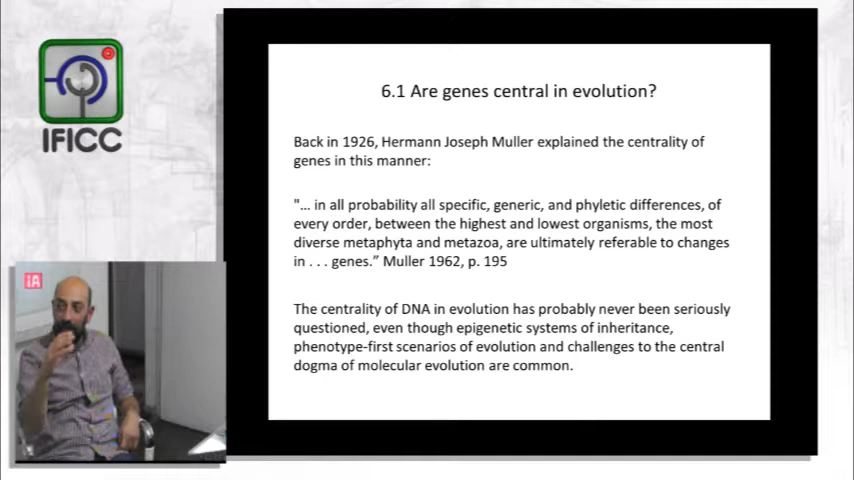 IFICC
iA
6.1 Are genes central in evolution?
Back in 1926, Hermann Joseph Muller explained the centrality of
genes in this manner:
"... in all probability all specific, generic, and phyletic differences, of
every order, between the highest and lowest organisms, the most
diverse metaphyta and metazoa, are ultimately referable to changes
in . . . genes.” Muller 1962, p. 195
The centrality of DNA in evolution has probably never been seriously
questioned, even though epigenetic systems of inheritance,
phenotype-first scenarios of evolution and challenges to the central
dogma of molecular evolution are common.